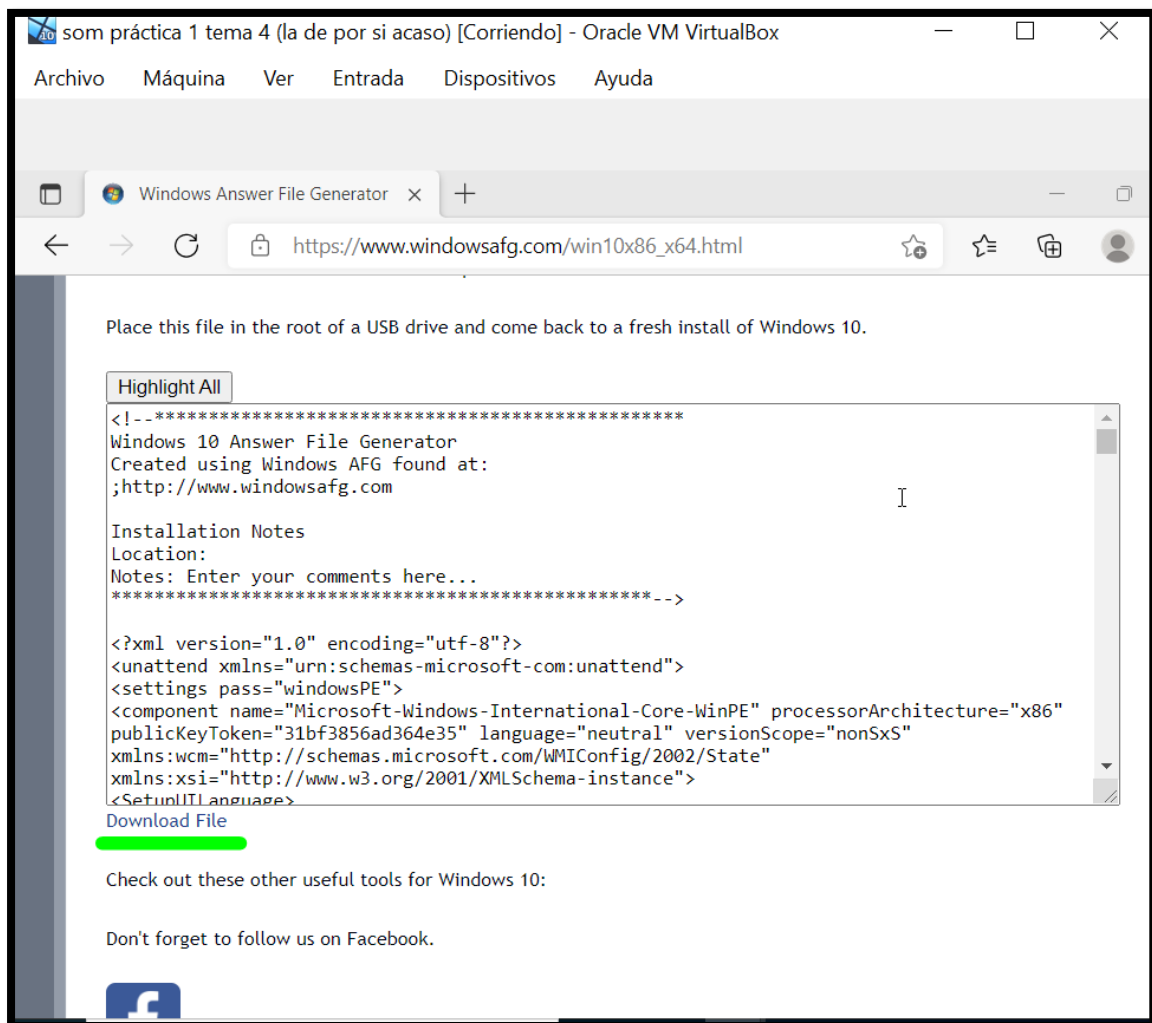 som práctica 1 tema 4 (la de por si acaso) [Corriendo] - Oracle VM VirtualBox
Archivo Máquina Ver Entrada Dispositivos Ayuda
Windows Answer File Generator
https://www.windowsafg.com/win10x86_x64.html
Place this file in the root of a USB drive and come back to a fresh install of Windows 10.
Highlight All
<!--*************************************************
Windows 10 Answer File Generator
Created using Windows AFG found at:
;http://www.windowsafg.com
Installation Notes
Location:
Notes: Enter your comments here...
**************************************************-->
<?xml version="1.0" encoding="utf-8"?>
<unattend xmlns="urn:schemas-microsoft-com:unattend">
<settings pass="windowsPE">
<component name="Microsoft-Windows-International-Core-WinPE" processorArchitecture="x86"
publicKeyToken="31bf3856ad364e35" language="neutral" versionScope="nonSxS"
xmlns:wcm="http://schemas.microsoft.com/WMIConfig/2002/State"
xmlns:xsi="http://www.w3.org/2001/XMLSchema-instance">
<SetupUILanguage>
Download File
Check out these other useful tools for Windows 10:
Don't forget to follow us on Facebook.